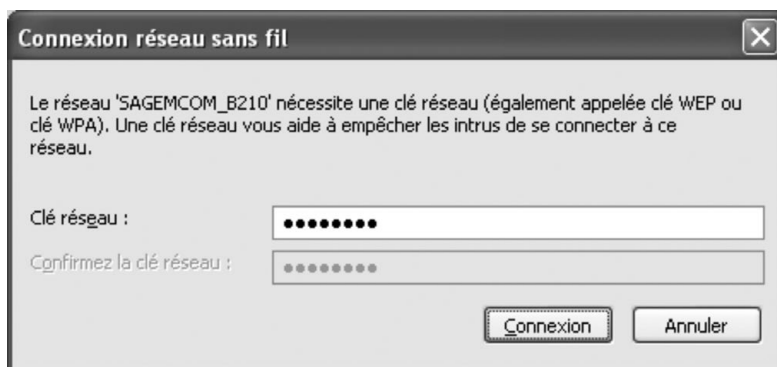 Connexion réseau sans fil
Le réseau 'SAGEMCOM_B210' nécessite une clé réseau (également appelée clé WEP ou
clé WPA). Une clé réseau vous aide à empêcher les intrus de se connecter à ce
réseau.
Clé réseau : ••••••••
Confirmez la clé réseau : ••••••••
Connexion Annuler